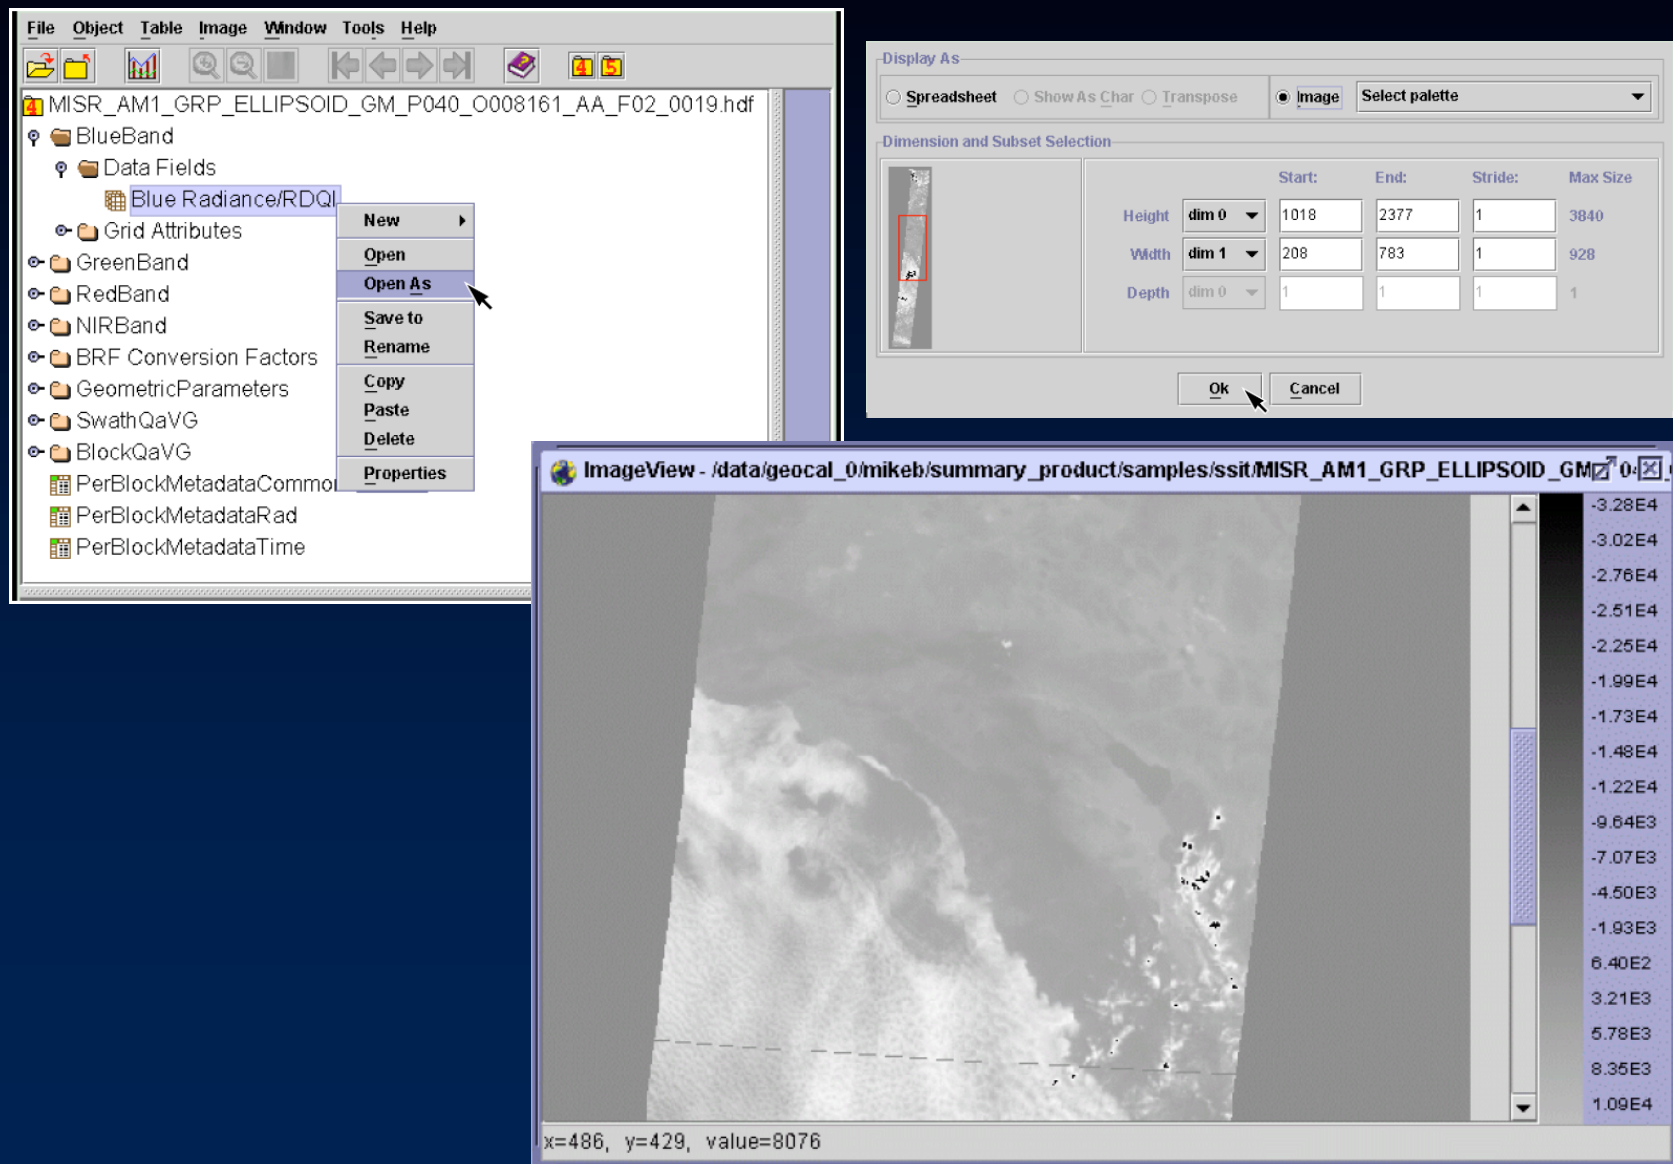 File Object Table Image Window Tools Help
4 5
4 MISR_AM1_GRP_ELLIPSOID_GM_P040_O008161_AA_F02_0019.hdf
BlueBand
Data Fields
Blue Radiance/RDQI
Grid Attributes
GreenBand
RedBand
NIRBand
BRF Conversion Factors
GeometricParameters
SwathQaVG
BlockQaVG
PerBlockMetadataCommon
PerBlockMetadataRad
PerBlockMetadataTime
New
Open
Open As
Save to
Rename
Copy
Paste
Delete
Properties
Display As
Spreadsheet Show As Char Transpose Image Select palette
Dimension and Subset Selection
Start: End: Stride: Max Size
Height dim 0 1018 2377 1 3840
Width dim 1 208 783 1 928
Depth dim 0 1 1 1 1
Ok Cancel
ImageView - /data/geocal_0/mikeb/summary_product/samples/ssit/MISR_AM1_GRP_ELLIPSOID_GM
-3.28E4
-3.02E4
-2.76E4
-2.51E4
-2.25E4
-1.99E4
-1.73E4
-1.48E4
-1.22E4
-9.64E3
-7.07E3
-4.50E3
-1.93E3
6.40E2
3.21E3
5.78E3
8.35E3
1.09E4
x=486, y=429, value=8076